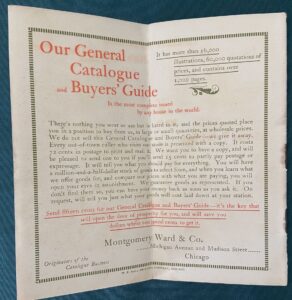 Our General
Catalogue
and Buyers' Guide
It has more than 16,000
illustrations, 60,000 quotations of
prices, and contains over
1,100 pages.
Is the most complete issued
by any house in the world.
There's nothing you wear or use but is listed in it, and the prices quoted place
you in a position to buy from us, in large or small quantities, at wholesale prices.
We do not sell this General Catalogue and Buyers' Guide—we give it away.
Every out-of-town caller who visits our store is presented with a copy. It costs
72 cents to postage to print and mail it. We want you to have a copy, and will
be pleased to send one to you if you'll send 15 cents to partly pay postage or
expressage. It will tell you what you should pay for everything. You will have
a million-and-a-half-dollar stock of goods to select from, and when you learn what
we offer goods for, and compare our prices with what you are paying, you will
open your eyes in astonishment. We guarantee goods as represented. If you
don't find them so, you can have your money back as soon as you ask it. On
request, will tell you just what your goods will cost laid down at your station.
Send fifteen cents for our General Catalogue and Buyers' Guide—it's the key that
will open the door of prosperity for you, and will save you
dollars where you send cents to get it.
Montgomery Ward & Co.
Michigan Avenue and Madison Street
Chicago
Originators of the
Catalogue Business